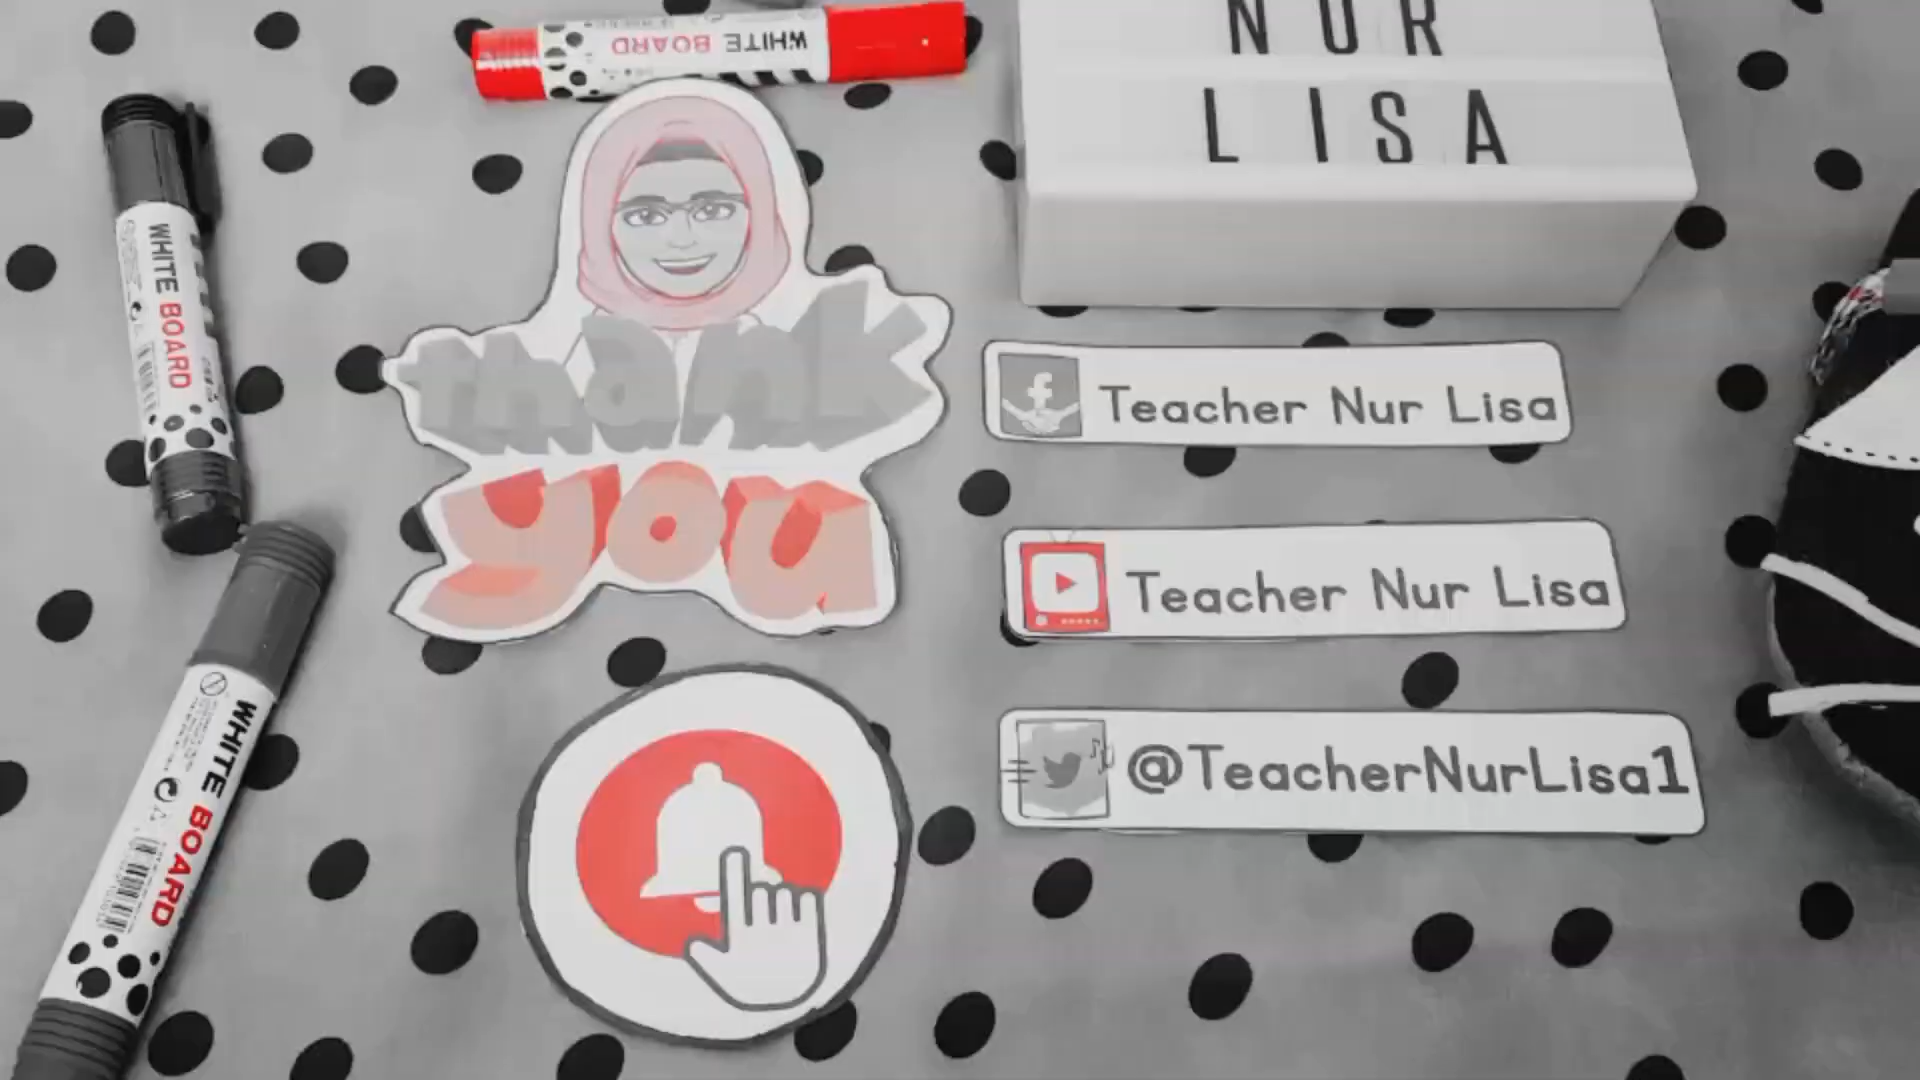 WHITE BOARD
NUR
LISA
WHITE BOARD
thank
you
Teacher Nur Lisa
Teacher Nur Lisa
@TeacherNurLisa1
WHITE BOARD